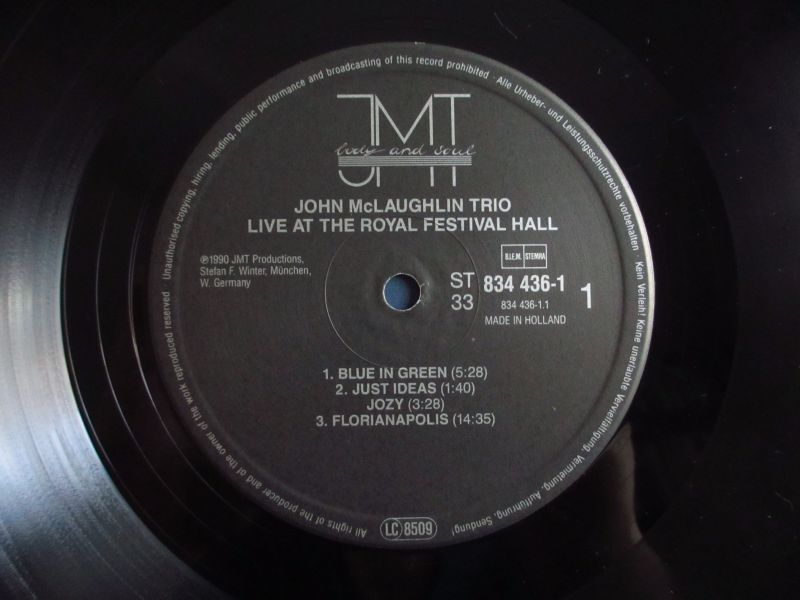 JMT
body and soul
JOHN McLAUGHLIN TRIO
LIVE AT THE ROYAL FESTIVAL HALL
℗1990 JMT Productions,
Stefan F. Winter, München,
W. Germany
B.I.E.M. STEMRA
ST
33
834 436-1
834 436-1.1
MADE IN HOLLAND
1
1. BLUE IN GREEN (5:28)
2. JUST IDEAS (1:40)
JOZY (3:28)
3. FLORIANAPOLIS (14:35)
All rights of the producer and of the owner of the work reproduced reserved · Unauthorised copying, hiring, lending, public performance and broadcasting of this record prohibited · Alle Urheber- und Leistungsschutzrechte vorbehalten · Kein Verleih! Keine unerlaubte Vervielfältigung, Vermietung, Aufführung, Sendung!
LC 8509